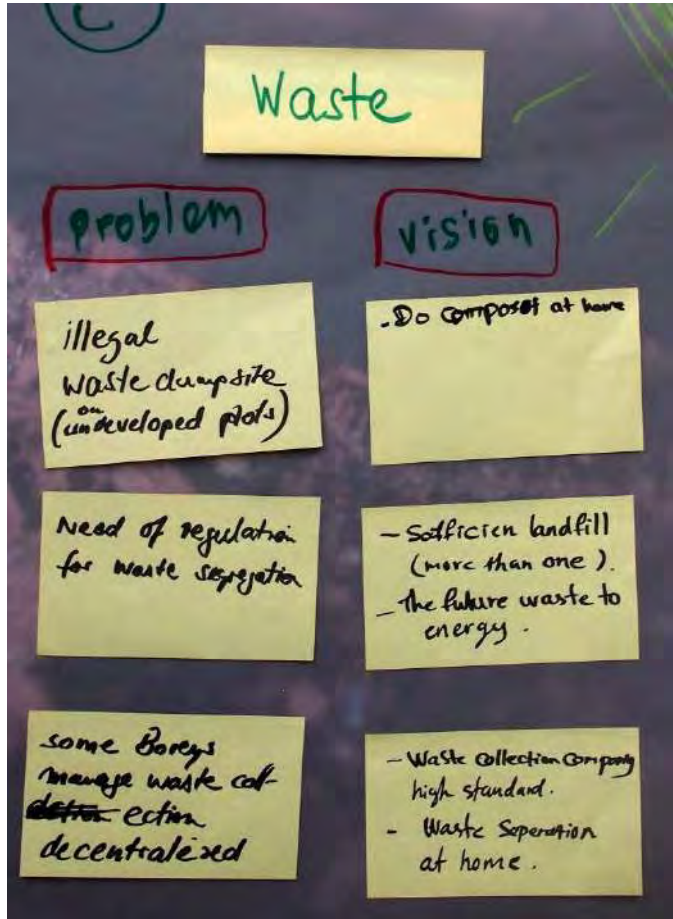 C
Waste
problem
vision
illegal
waste dumpsite
(on undeveloped plots)
- Do compost at home
Need of regulation
for waste segregation
- Sofficien landfill
(more than one).
- The future waste to
energy.
some Boreys
manage waste coll-
ection
decentralized
- Waste Collection Company
high standard.
- Waste Seperation
at home.